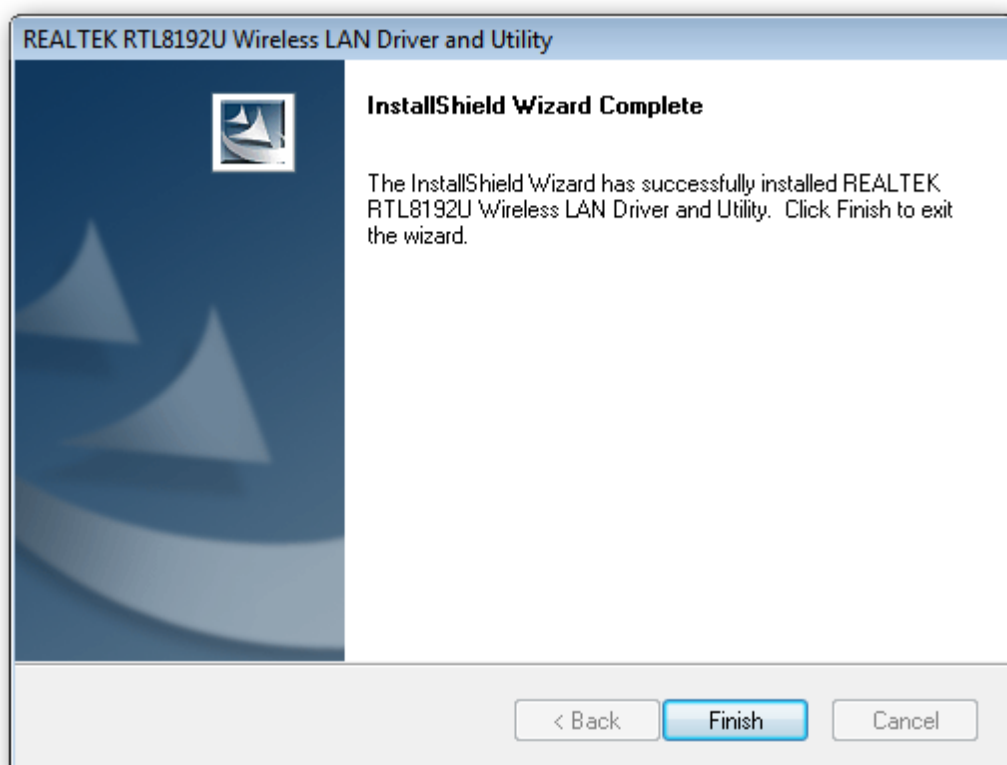 REALTEK RTL8192U Wireless LAN Driver and Utility
InstallShield Wizard Complete
The InstallShield Wizard has successfully installed REALTEK
RTL8192U Wireless LAN Driver and Utility.  Click Finish to exit
the wizard.
< Back
Finish
Cancel